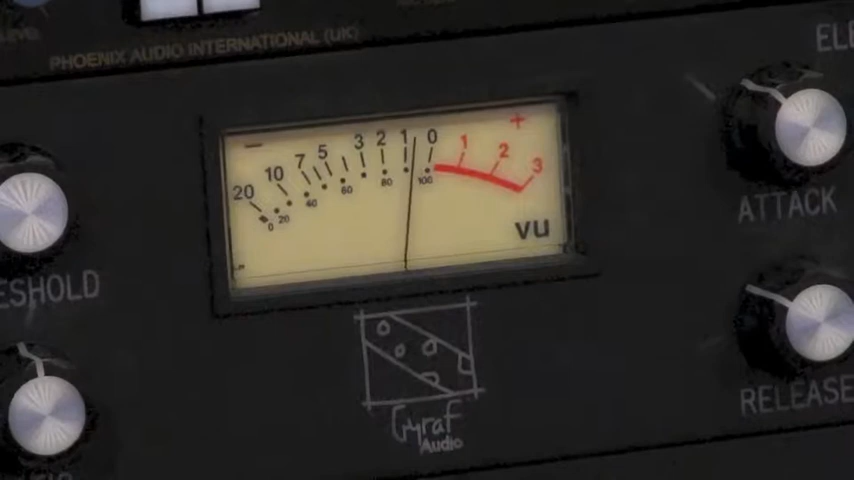 PHOENIX AUDIO INTERNATIONAL (UK)
ELE
- 20 10 7 5 3 2 1 0 1 2 3 +
0 20 40 60 80 100
vu
ATTACK
ESHOLD
RELEASE
Gyraf
Audio